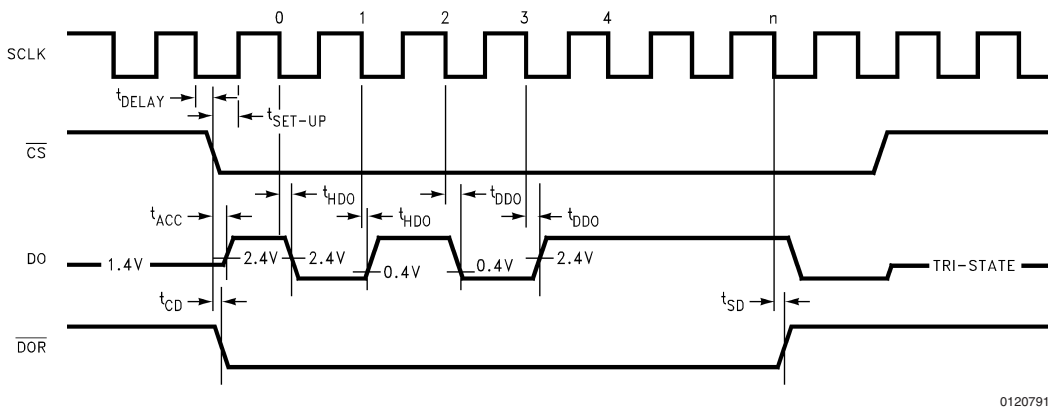 0 1 2 3 4 n
SCLK
tDELAY
tSET-UP
CS
tHDO
tHDO
tDDO
tDDO
tACC
DO
1.4V
2.4V
2.4V
0.4V
0.4V
2.4V
TRI-STATE
tCD
tSD
DOR
0120791